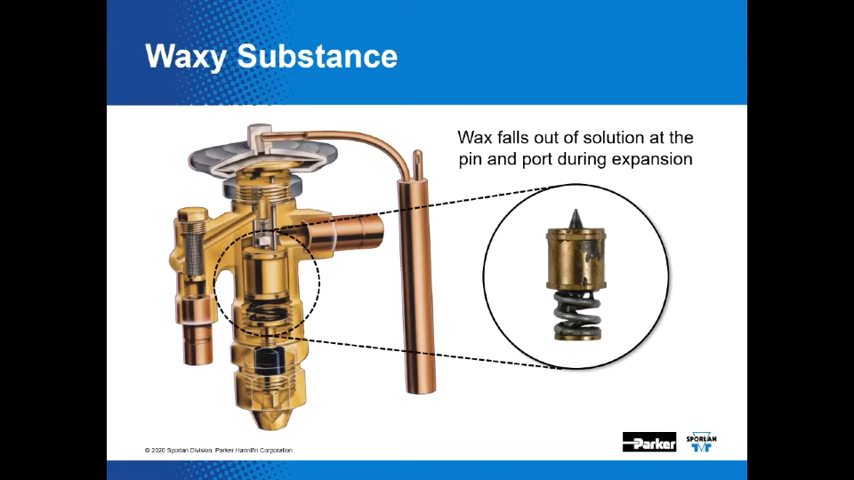 Waxy Substance
Wax falls out of solution at the
pin and port during expansion
© 2020 Sporlan Division, Parker Hannifin Corporation
Parker
SPORLAN